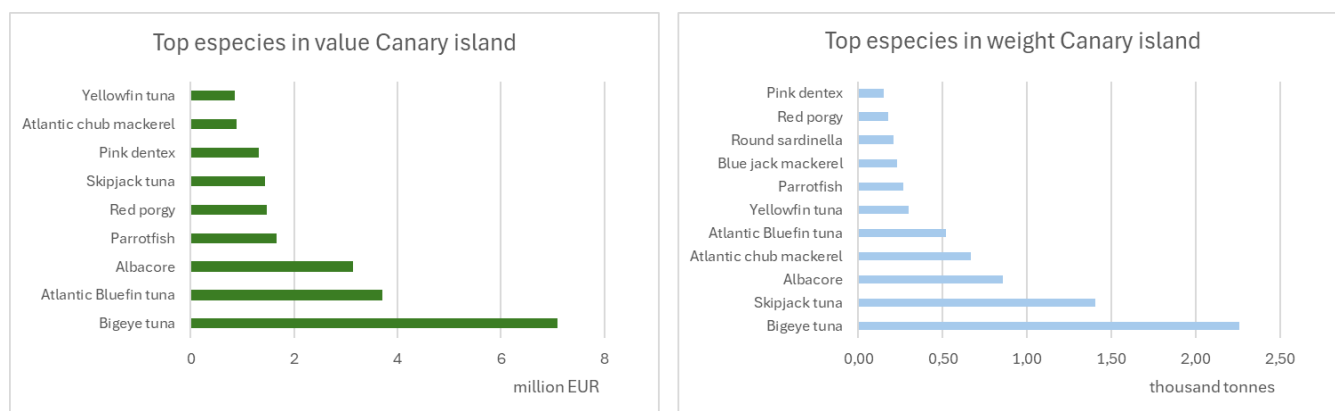 Top especies in value Canary island
Yellowfin tuna
Atlantic chub mackerel
Pink dentex
Skipjack tuna
Red porgy
Parrotfish
Albacore
Atlantic Bluefin tuna
Bigeye tuna
0 2 4 6 8
million EUR
Top especies in weight Canary island
Pink dentex
Red porgy
Round sardinella
Blue jack mackerel
Parrotfish
Yellowfin tuna
Atlantic Bluefin tuna
Atlantic chub mackerel
Albacore
Skipjack tuna
Bigeye tuna
0,00 0,50 1,00 1,50 2,00 2,50
thousand tonnes